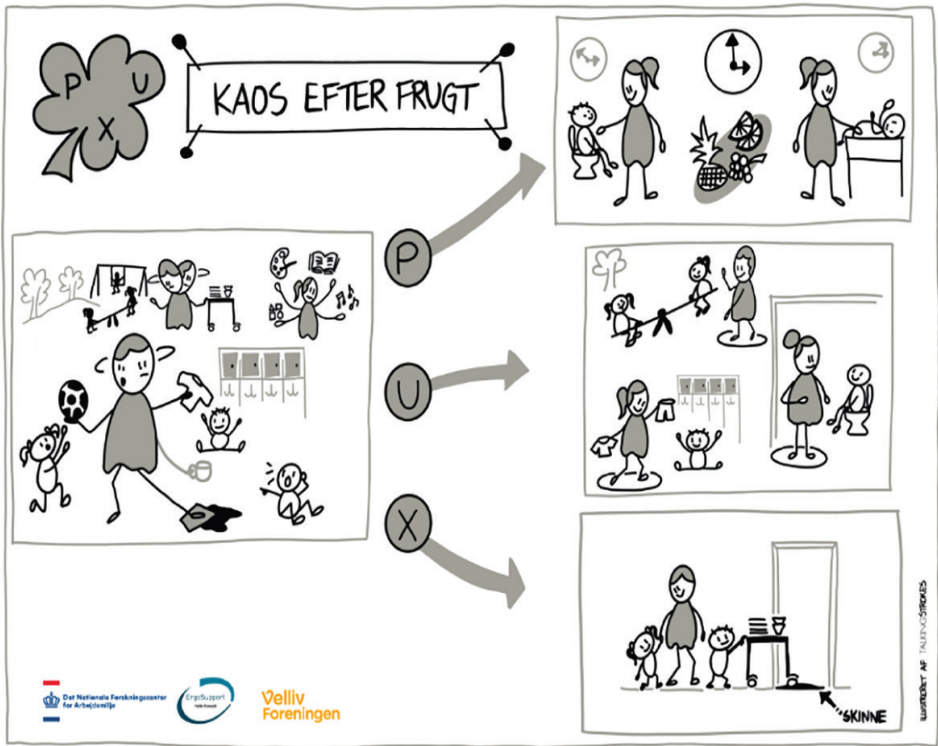 P U
X
KAOS EFTER FRUGT
P
U
X
SKINNE
ILLUSTRERET AF TALKINGSTROKES
Det Nationale Forskningscenter
for Arbejdsmiljø
ErgoSupport
Velliv
Foreningen